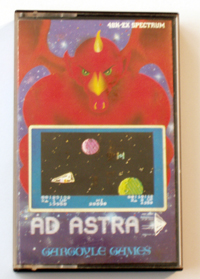 48K-ZX SPECTRUM
AD ASTRA
GARGOYLE GAMES